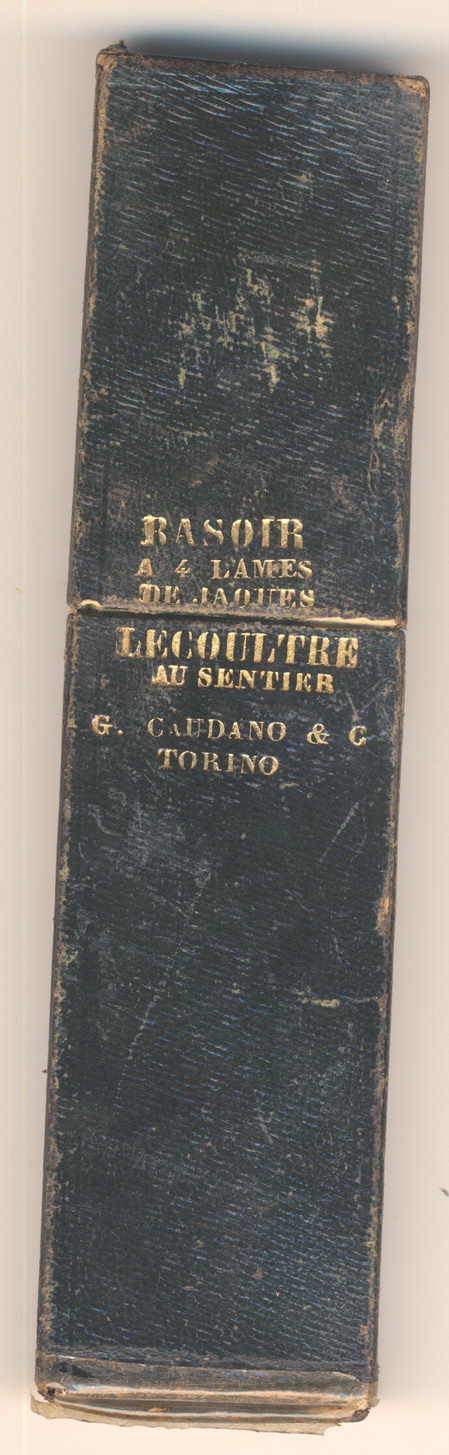 RASOIR
A 4 LAMES
DE JAQUES
LECOULTRE
AU SENTIER
G. CAUDANO & C
TORINO